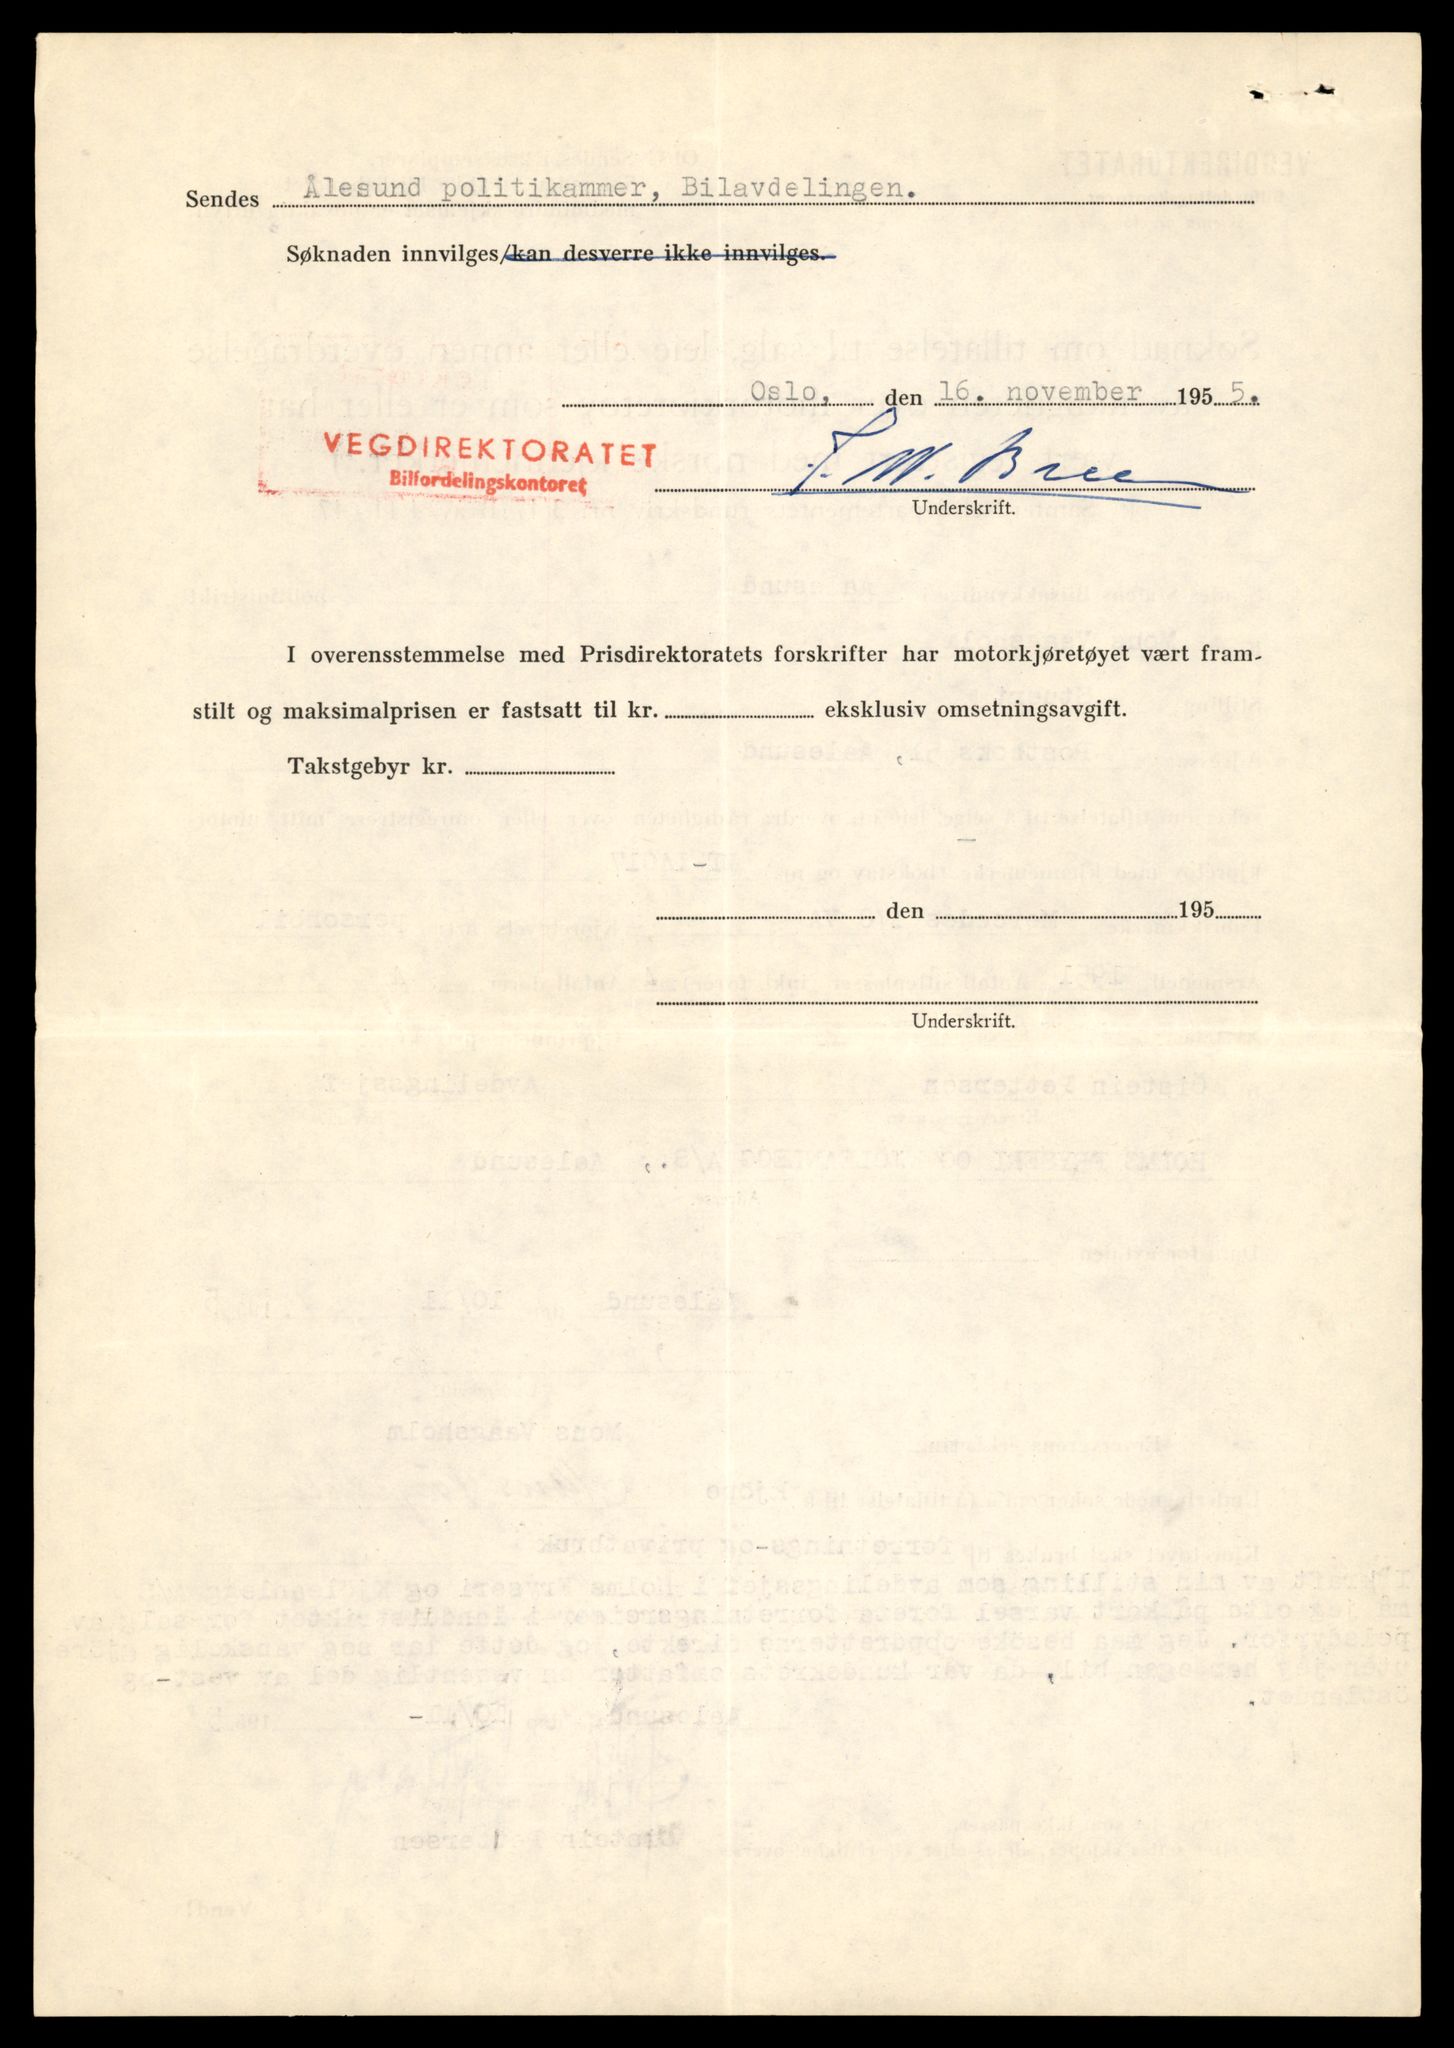 Sendes Ålesund politikammer, Bilavdelingen.
Søknaden innvilges/kan desverre ikke innvilges.
Oslo, den 16. november 1955.
VEGDIREKTORATET
Bilfordelingskontoret
Underskrift.
I overensstemmelse med Prisdirektoratets forskrifter har motorkjøretøyet vært fram-
stilt og maksimalprisen er fastsatt til kr. eksklusiv omsetningsavgift.
Takstgebyr kr.
den 195
Underskrift.